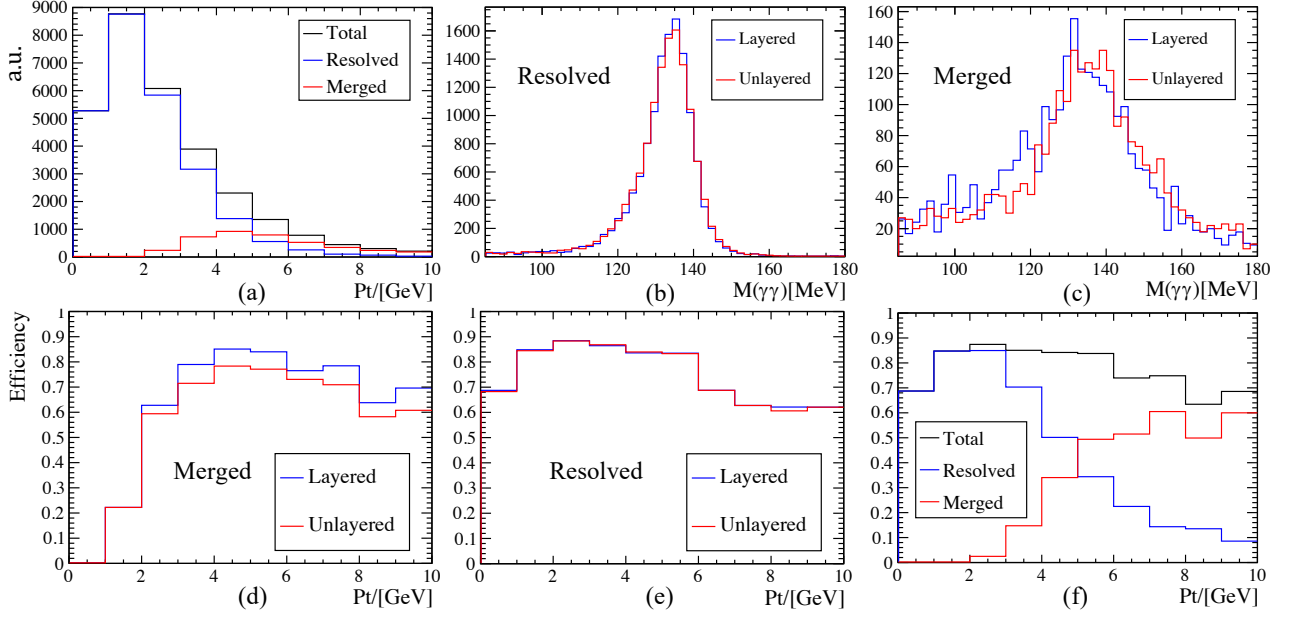 9000
8000
7000
6000
5000
4000
3000
2000
1000
0
a.u.
Total
Resolved
Merged
0 2 4 6 8 10
(a)
Pt/[GeV]
1600
1400
1200
1000
800
600
400
200
0
Resolved
Layered
Unlayered
100 120 140 160 180
(b)
M(γγ)[MeV]
160
140
120
100
80
60
40
20
0
Merged
Layered
Unlayered
100 120 140 160 180
(c)
M(γγ)[MeV]
Efficiency
1
0.9
0.8
0.7
0.6
0.5
0.4
0.3
0.2
0.1
0
Merged
Layered
Unlayered
0 2 4 6 8 10
(d)
Pt/[GeV]
1
0.9
0.8
0.7
0.6
0.5
0.4
0.3
0.2
0.1
0
Resolved
Layered
Unlayered
0 2 4 6 8 10
(e)
Pt/[GeV]
1
0.9
0.8
0.7
0.6
0.5
0.4
0.3
0.2
0.1
0
Total
Resolved
Merged
0 2 4 6 8 10
(f)
Pt/[GeV]